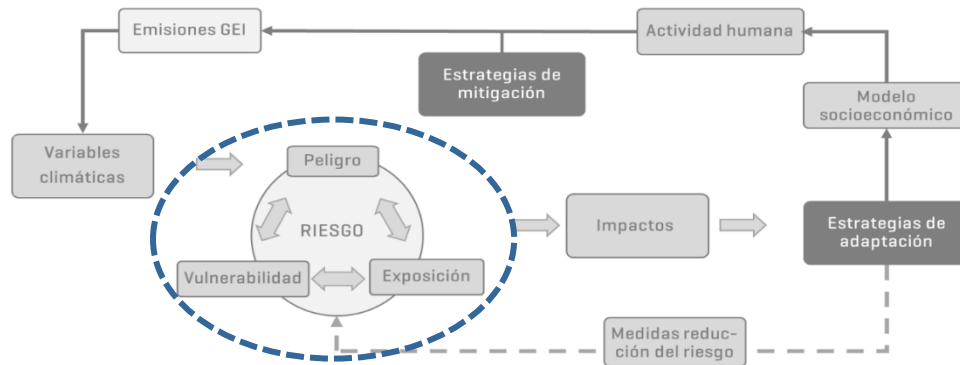 Emisiones GEI
Actividad humana
Estrategias de
mitigación
Modelo
socioeconómico
Variables
climáticas
Peligro
RIESGO
Vulnerabilidad
Exposición
Impactos
Estrategias de
adaptación
Medidas reduc-
ción del riesgo